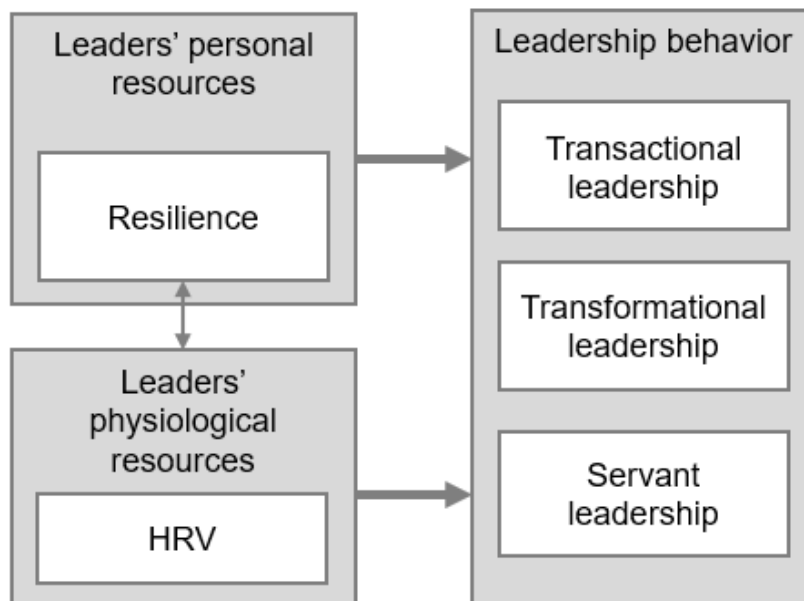 Leaders’ personal
resources
Resilience
Leaders’
physiological
resources
HRV
Leadership behavior
Transactional
leadership
Transformational
leadership
Servant
leadership